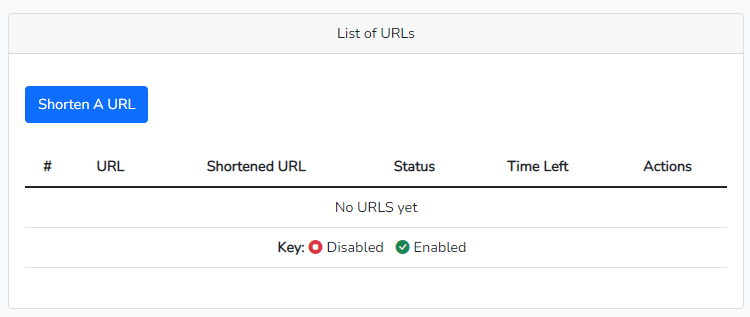 List of URLs
Shorten A URL
# URL Shortened URL Status Time Left Actions
No URLS yet
Key: Disabled Enabled